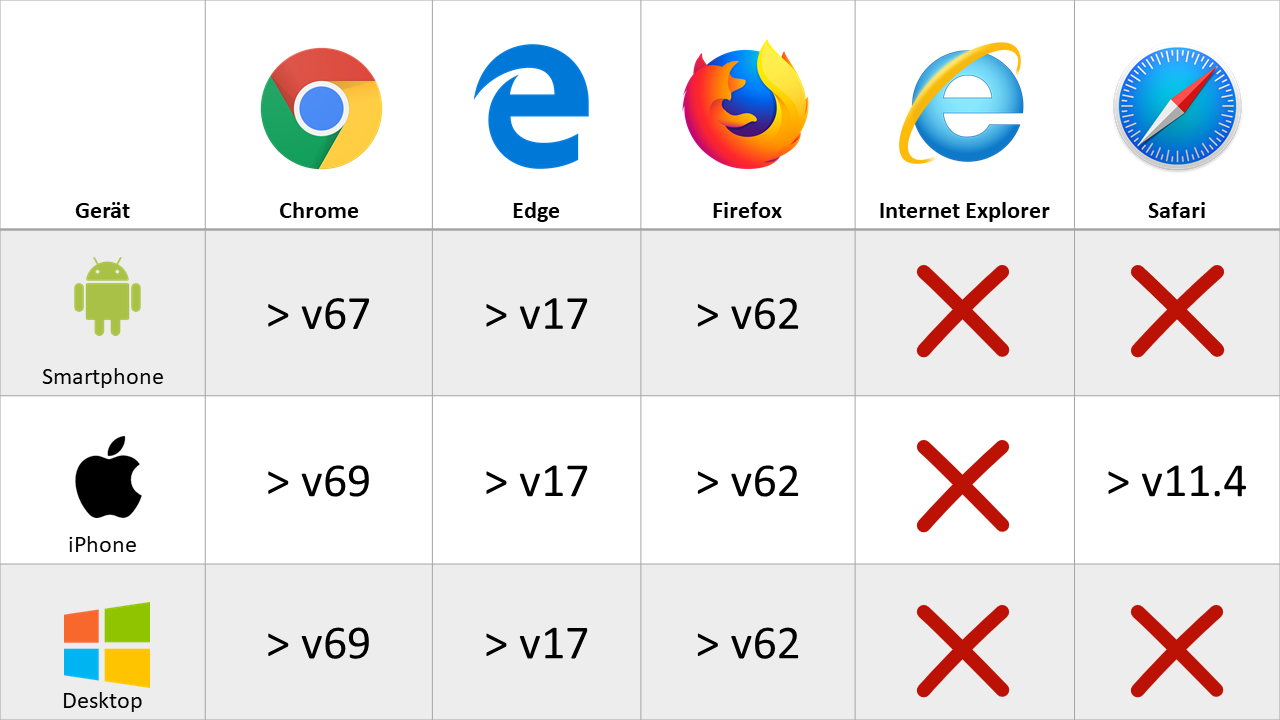 Gerät Chrome Edge Firefox Internet Explorer Safari
> v67 > v17 > v62
Smartphone
> v69 > v17 > v62 > v11.4
iPhone
> v69 > v17 > v62
Desktop